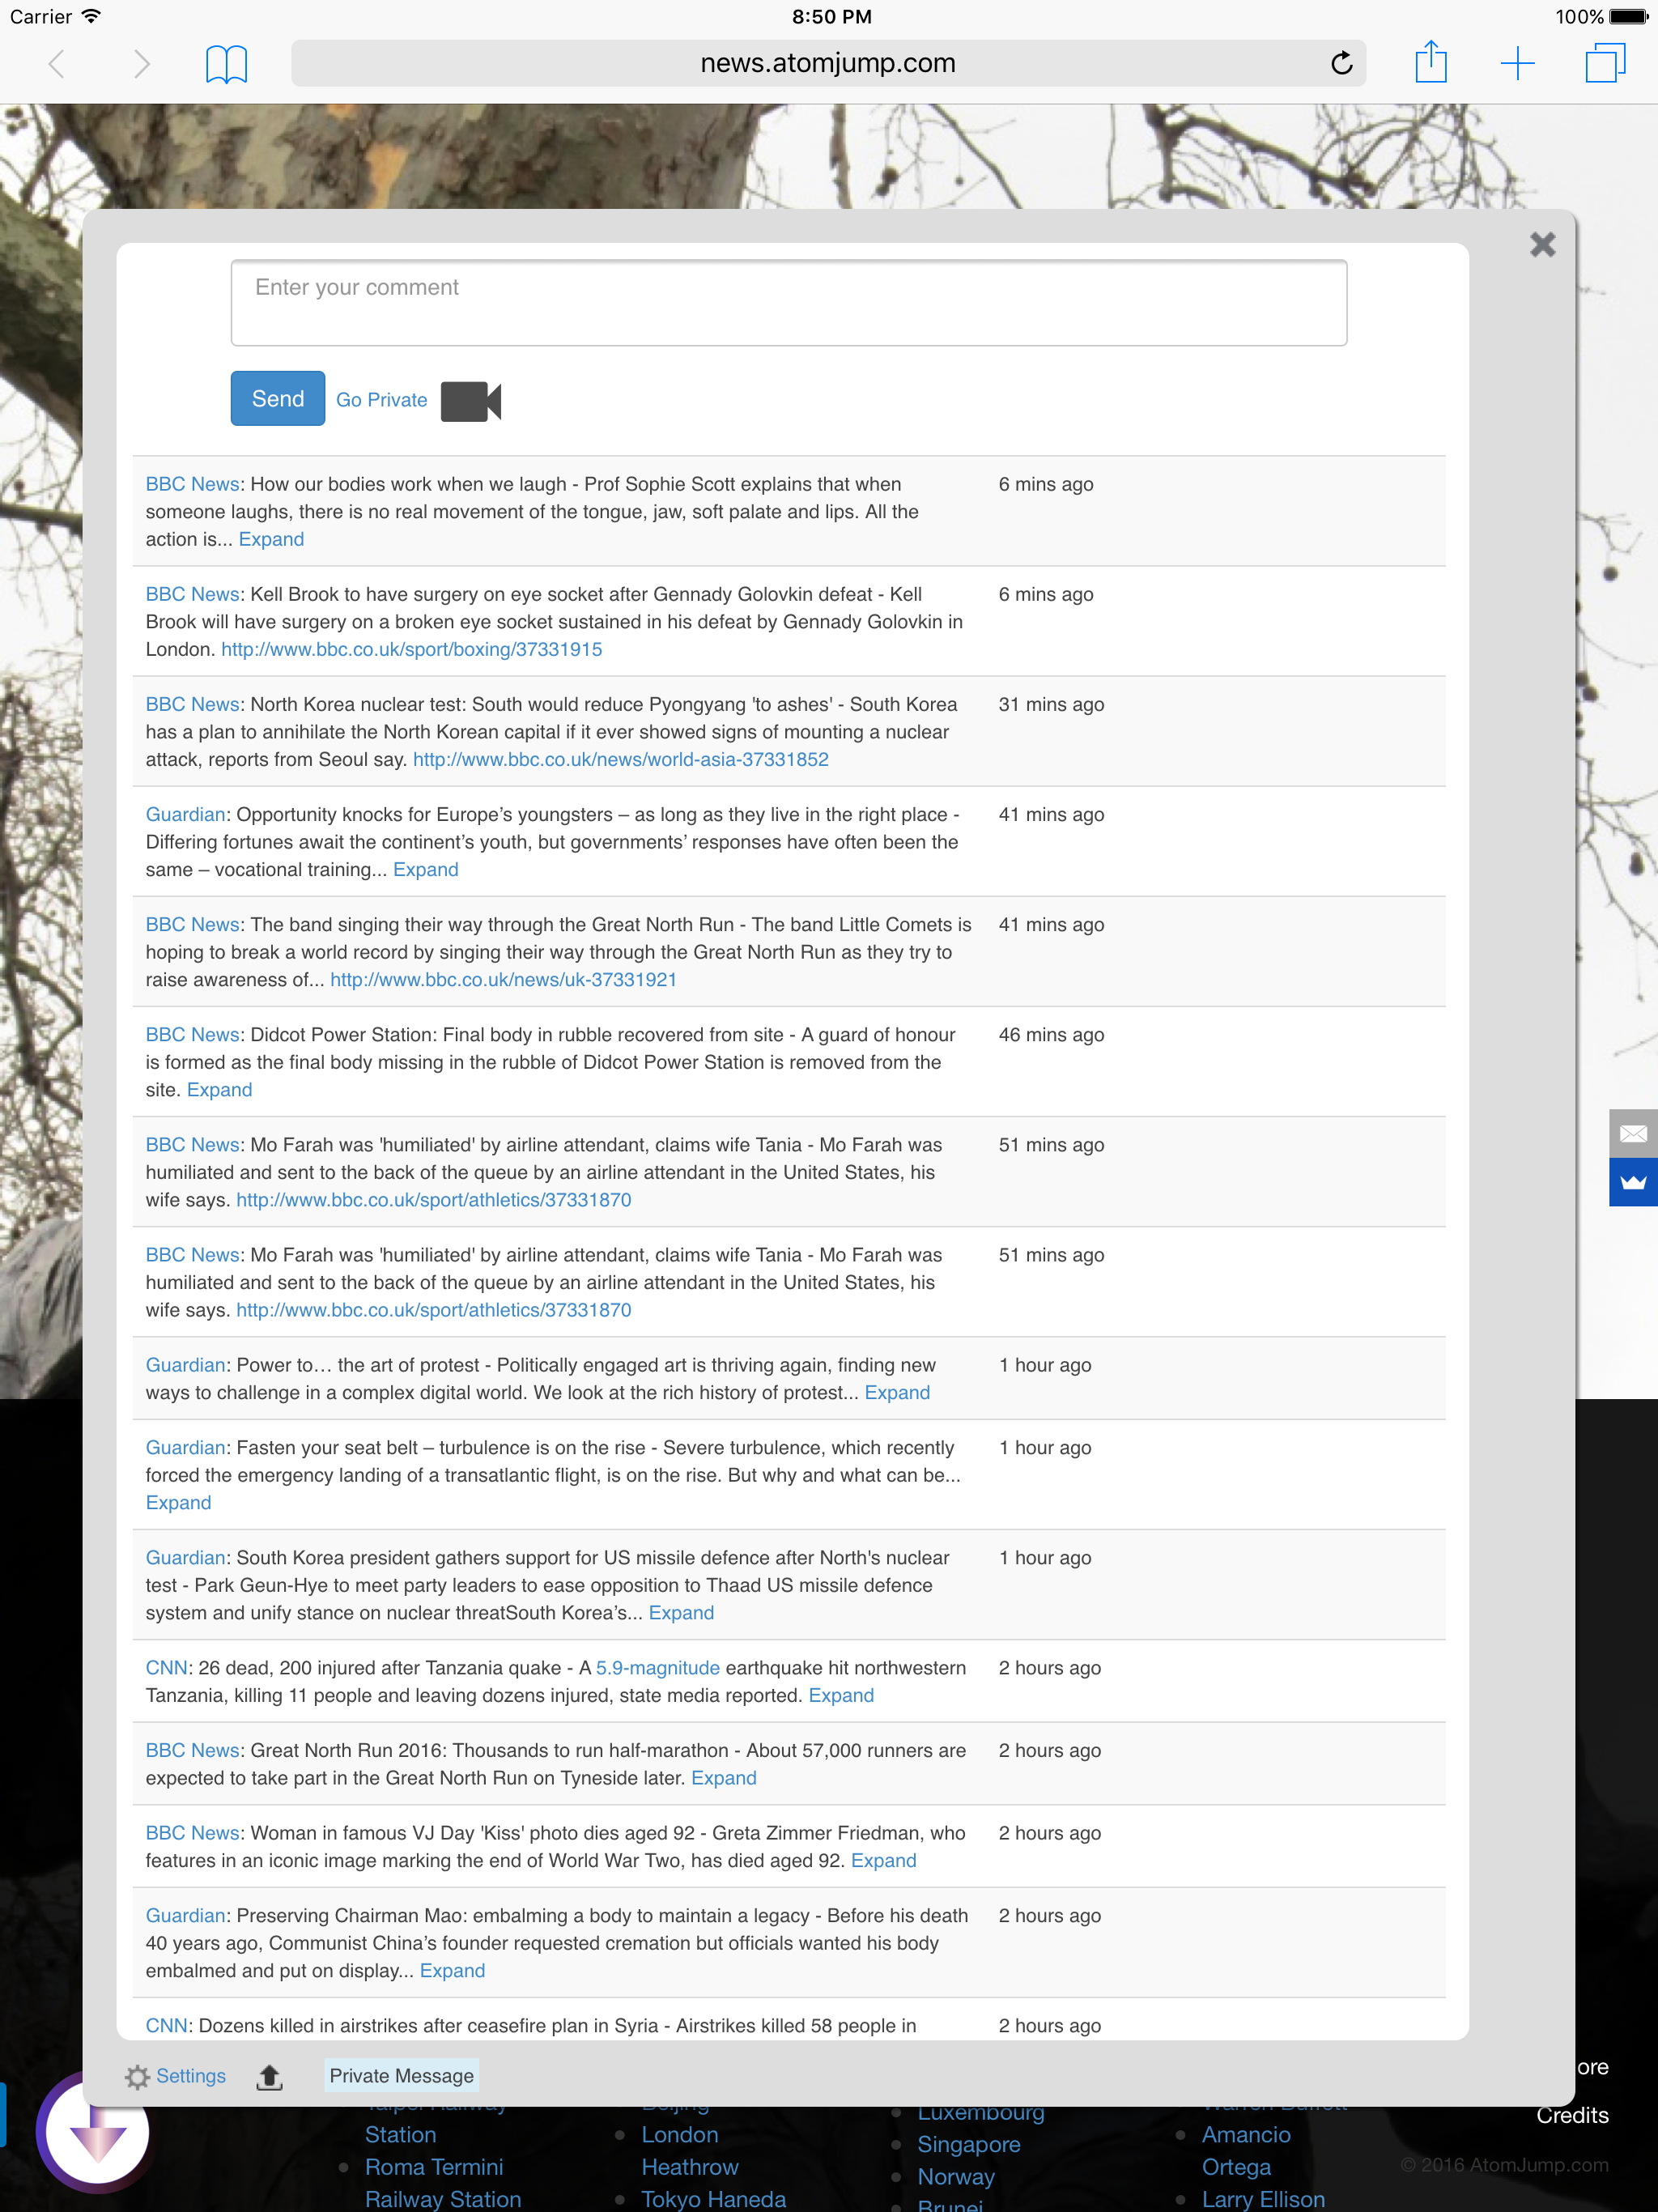 Carrier
8:50 PM
100%
news.atomjump.com
Enter your comment
Send Go Private
BBC News: How our bodies work when we laugh - Prof Sophie Scott explains that when 6 mins ago
someone laughs, there is no real movement of the tongue, jaw, soft palate and lips. All the
action is... Expand
BBC News: Kell Brook to have surgery on eye socket after Gennady Golovkin defeat - Kell 6 mins ago
Brook will have surgery on a broken eye socket sustained in his defeat by Gennady Golovkin in
London. http://www.bbc.co.uk/sport/boxing/37331915
BBC News: North Korea nuclear test: South would reduce Pyongyang 'to ashes' - South Korea 31 mins ago
has a plan to annihilate the North Korean capital if it ever showed signs of mounting a nuclear
attack, reports from Seoul say. http://www.bbc.co.uk/news/world-asia-37331852
Guardian: Opportunity knocks for Europe’s youngsters – as long as they live in the right place - 41 mins ago
Differing fortunes await the continent’s youth, but governments’ responses have often been the
same – vocational training... Expand
BBC News: The band singing their way through the Great North Run - The band Little Comets is 41 mins ago
hoping to break a world record by singing their way through the Great North Run as they try to
raise awareness of... http://www.bbc.co.uk/news/uk-37331921
BBC News: Didcot Power Station: Final body in rubble recovered from site - A guard of honour 46 mins ago
is formed as the final body missing in the rubble of Didcot Power Station is removed from the
site. Expand
BBC News: Mo Farah was 'humiliated' by airline attendant, claims wife Tania - Mo Farah was 51 mins ago
humiliated and sent to the back of the queue by an airline attendant in the United States, his
wife says. http://www.bbc.co.uk/sport/athletics/37331870
BBC News: Mo Farah was 'humiliated' by airline attendant, claims wife Tania - Mo Farah was 51 mins ago
humiliated and sent to the back of the queue by an airline attendant in the United States, his
wife says. http://www.bbc.co.uk/sport/athletics/37331870
Guardian: Power to… the art of protest - Politically engaged art is thriving again, finding new 1 hour ago
ways to challenge in a complex digital world. We look at the rich history of protest... Expand
Guardian: Fasten your seat belt – turbulence is on the rise - Severe turbulence, which recently 1 hour ago
forced the emergency landing of a transatlantic flight, is on the rise. But why and what can be...
Expand
Guardian: South Korea president gathers support for US missile defence after North's nuclear 1 hour ago
test - Park Geun-Hye to meet party leaders to ease opposition to Thaad US missile defence
system and unify stance on nuclear threatSouth Korea’s... Expand
CNN: 26 dead, 200 injured after Tanzania quake - A 5.9-magnitude earthquake hit northwestern 2 hours ago
Tanzania, killing 11 people and leaving dozens injured, state media reported. Expand
BBC News: Great North Run 2016: Thousands to run half-marathon - About 57,000 runners are 2 hours ago
expected to take part in the Great North Run on Tyneside later. Expand
BBC News: Woman in famous VJ Day 'Kiss' photo dies aged 92 - Greta Zimmer Friedman, who 2 hours ago
features in an iconic image marking the end of World War Two, has died aged 92. Expand
Guardian: Preserving Chairman Mao: embalming a body to maintain a legacy - Before his death 2 hours ago
40 years ago, Communist China’s founder requested cremation but officials wanted his body
embalmed and put on display... Expand
CNN: Dozens killed in airstrikes after ceasefire plan in Syria - Airstrikes killed 58 people in 2 hours ago
Settings
Private Message
ore
Credits
© 2016 AtomJump.com
Station
Roma Termini
Railway Station
Beijing
London
Heathrow
Tokyo Haneda
Luxembourg
Singapore
Norway
Brunei
Amancio
Ortega
Larry Ellison